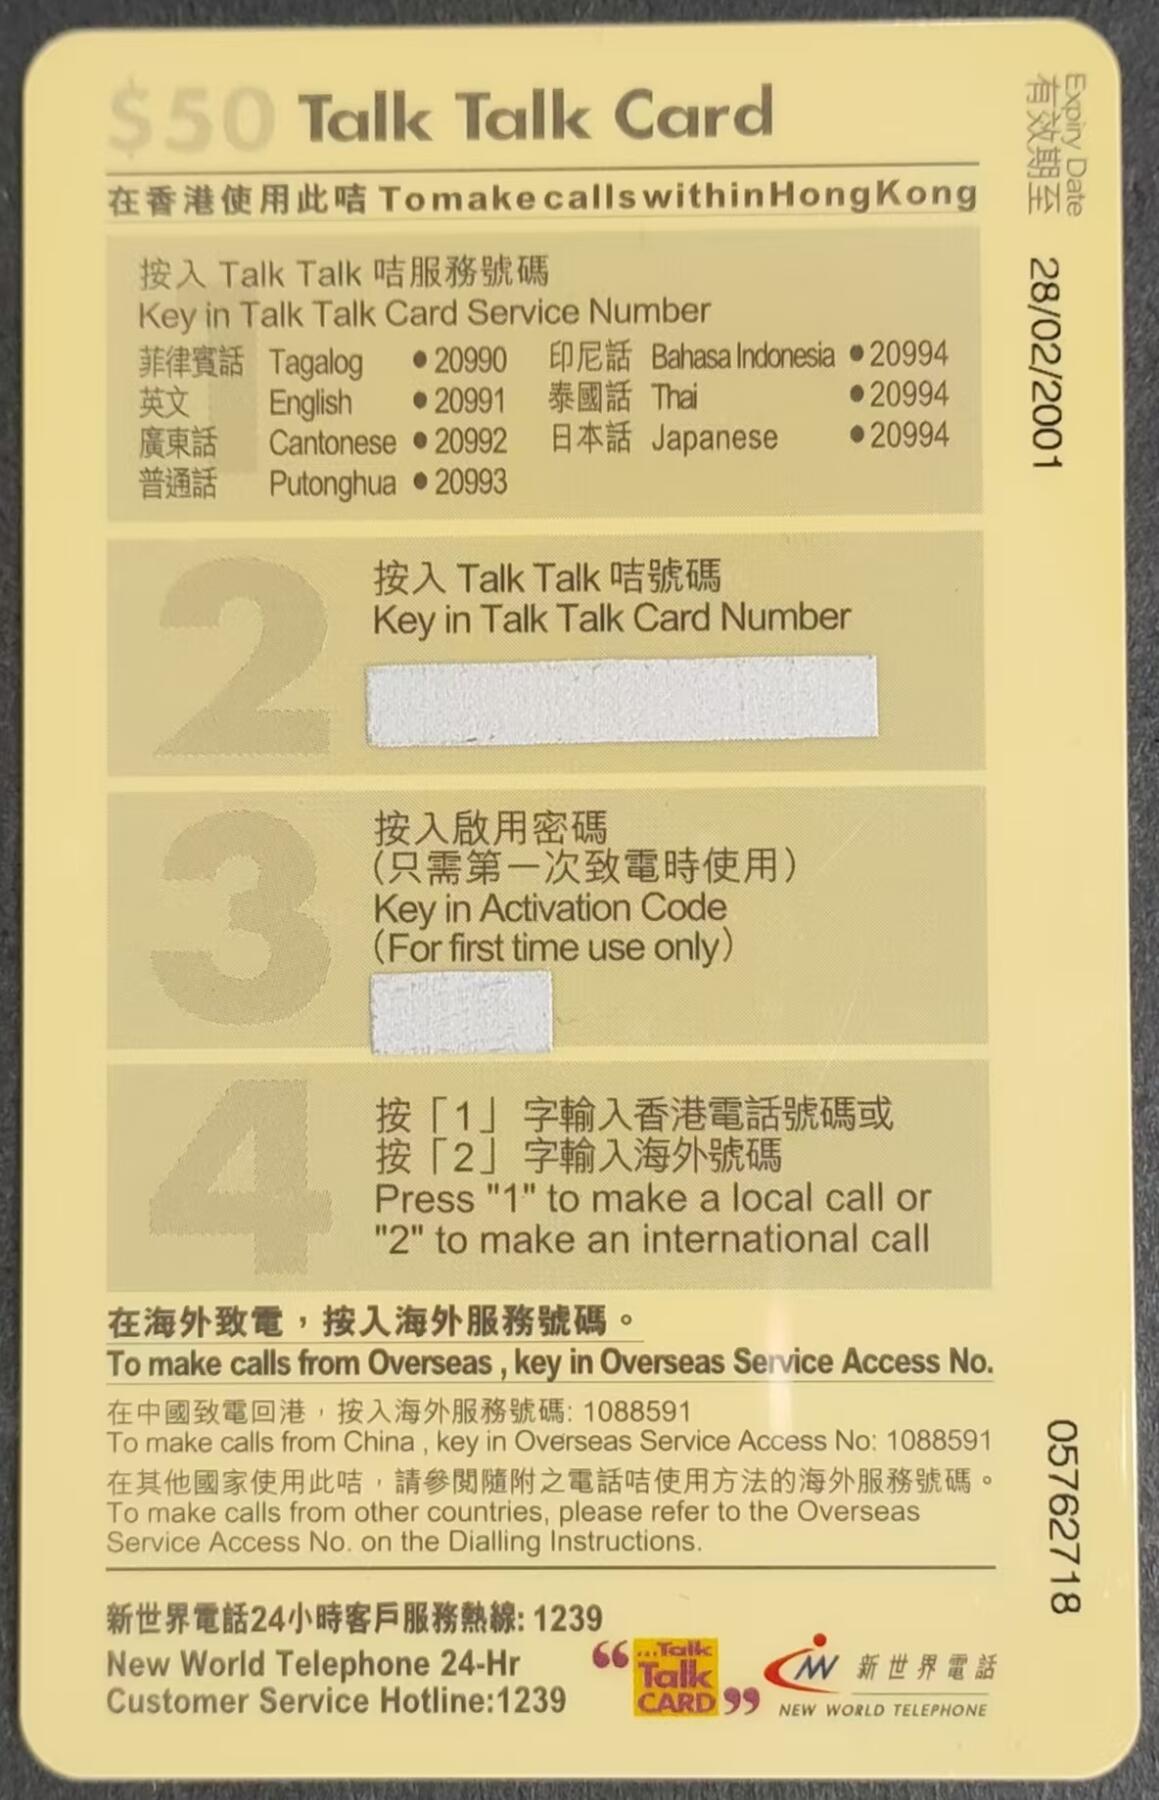 $50 Talk Talk Card
在香港使用此咭 To make calls within Hong Kong
按入 Talk Talk 咭服務號碼
Key in Talk Talk Card Service Number
菲律賓話 Tagalog ● 20990 印尼話 Bahasa Indonesia ● 20994
英文 English ● 20991 泰國話 Thai ● 20994
廣東話 Cantonese ● 20992 日本話 Japanese ● 20994
普通話 Putonghua ● 20993
2
按入 Talk Talk 咭號碼
Key in Talk Talk Card Number
3
按入啟用密碼
(只需第一次致電時使用)
Key in Activation Code
(For first time use only)
4
按「1」字輸入香港電話號碼或
按「2」字輸入海外號碼
Press "1" to make a local call or
"2" to make an international call
在海外致電，按入海外服務號碼。
To make calls from Overseas , key in Overseas Service Access No.
在中國致電回港，按入海外服務號碼: 1088591
To make calls from China , key in Overseas Service Access No: 1088591
在其他國家使用此咭，請參閱隨附之電話咭使用方法的海外服務號碼。
To make calls from other countries, please refer to the Overseas
Service Access No. on the Dialling Instructions.
新世界電話24小時客戶服務熱線: 1239
New World Telephone 24-Hr
Customer Service Hotline:1239
“...Talk
Talk
CARD”
新世界電話
NEW WORLD TELEPHONE
Expiry Date
有效期至 28/02/2001
05762718